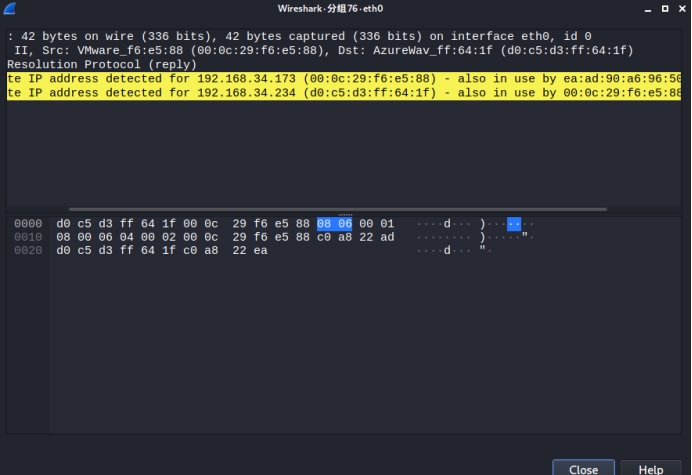 Wireshark·分组76·eth0
: 42 bytes on wire (336 bits), 42 bytes captured (336 bits) on interface eth0, id 0
II, Src: VMware_f6:e5:88 (00:0c:29:f6:e5:88), Dst: AzureWav_ff:64:1f (d0:c5:d3:ff:64:1f)
Resolution Protocol (reply)
te IP address detected for 192.168.34.173 (00:0c:29:f6:e5:88) - also in use by ea:ad:90:a6:96:50
te IP address detected for 192.168.34.234 (d0:c5:d3:ff:64:1f) - also in use by 00:0c:29:f6:e5:88
0000 d0 c5 d3 ff 64 1f 00 0c 29 f6 e5 88 08 06 00 01 ····d··· )·······
0010 08 00 06 04 00 02 00 0c 29 f6 e5 88 c0 a8 22 ad ········ )·····"·
0020 d0 c5 d3 ff 64 1f c0 a8 22 ea ····d··· "·
Close Help